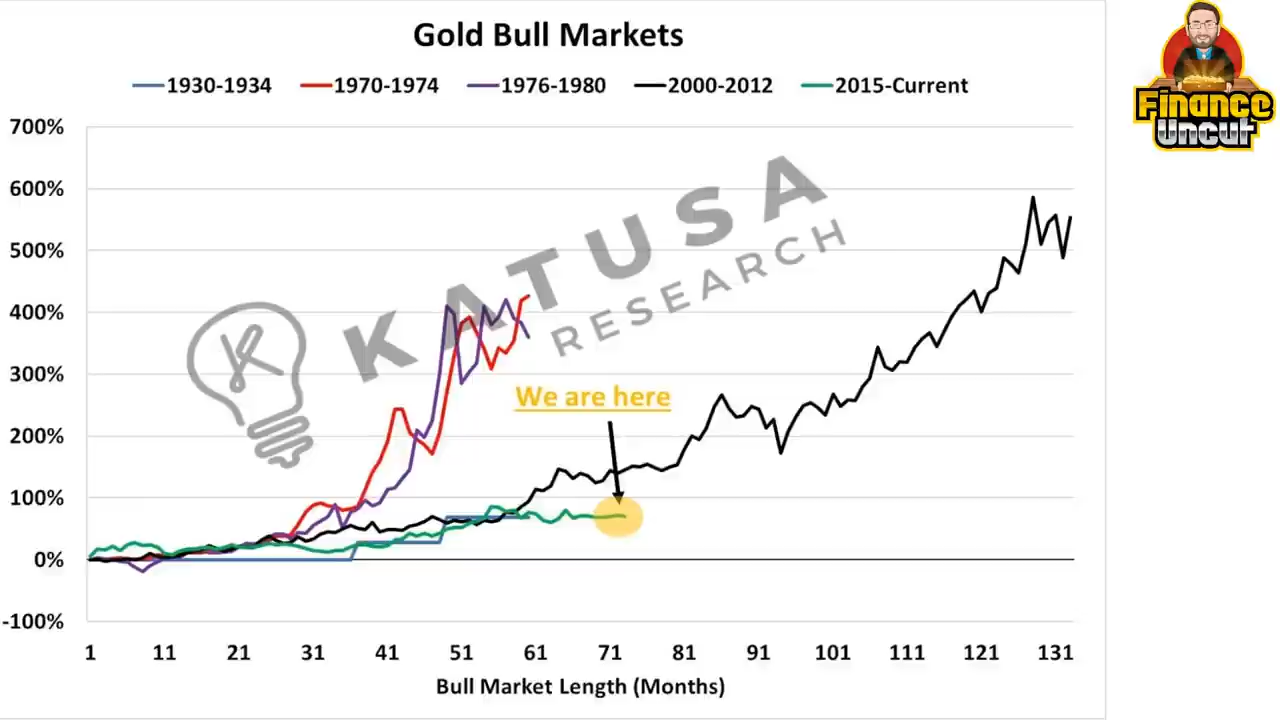 Gold Bull Markets
1930-1934 1970-1974 1976-1980 2000-2012 2015-Current
Finance
Uncut
700%
600%
500%
400%
300%
200%
100%
0%
-100%
KATUSA
RESEARCH
We are here
1 11 21 31 41 51 61 71 81 91 101 111 121 131
Bull Market Length (Months)